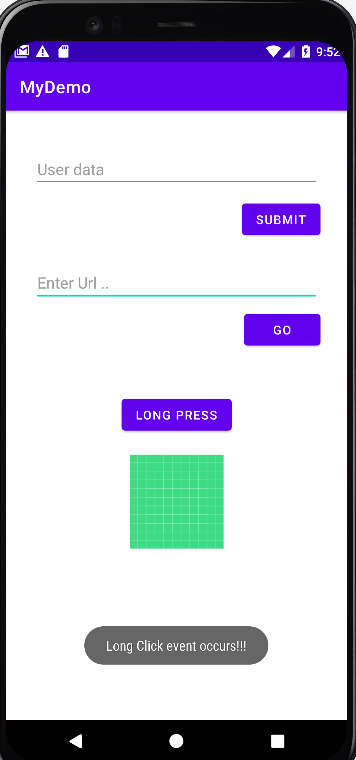 9:52
MyDemo
User data
SUBMIT
Enter Url ..
GO
LONG PRESS
Long Click event occurs!!!